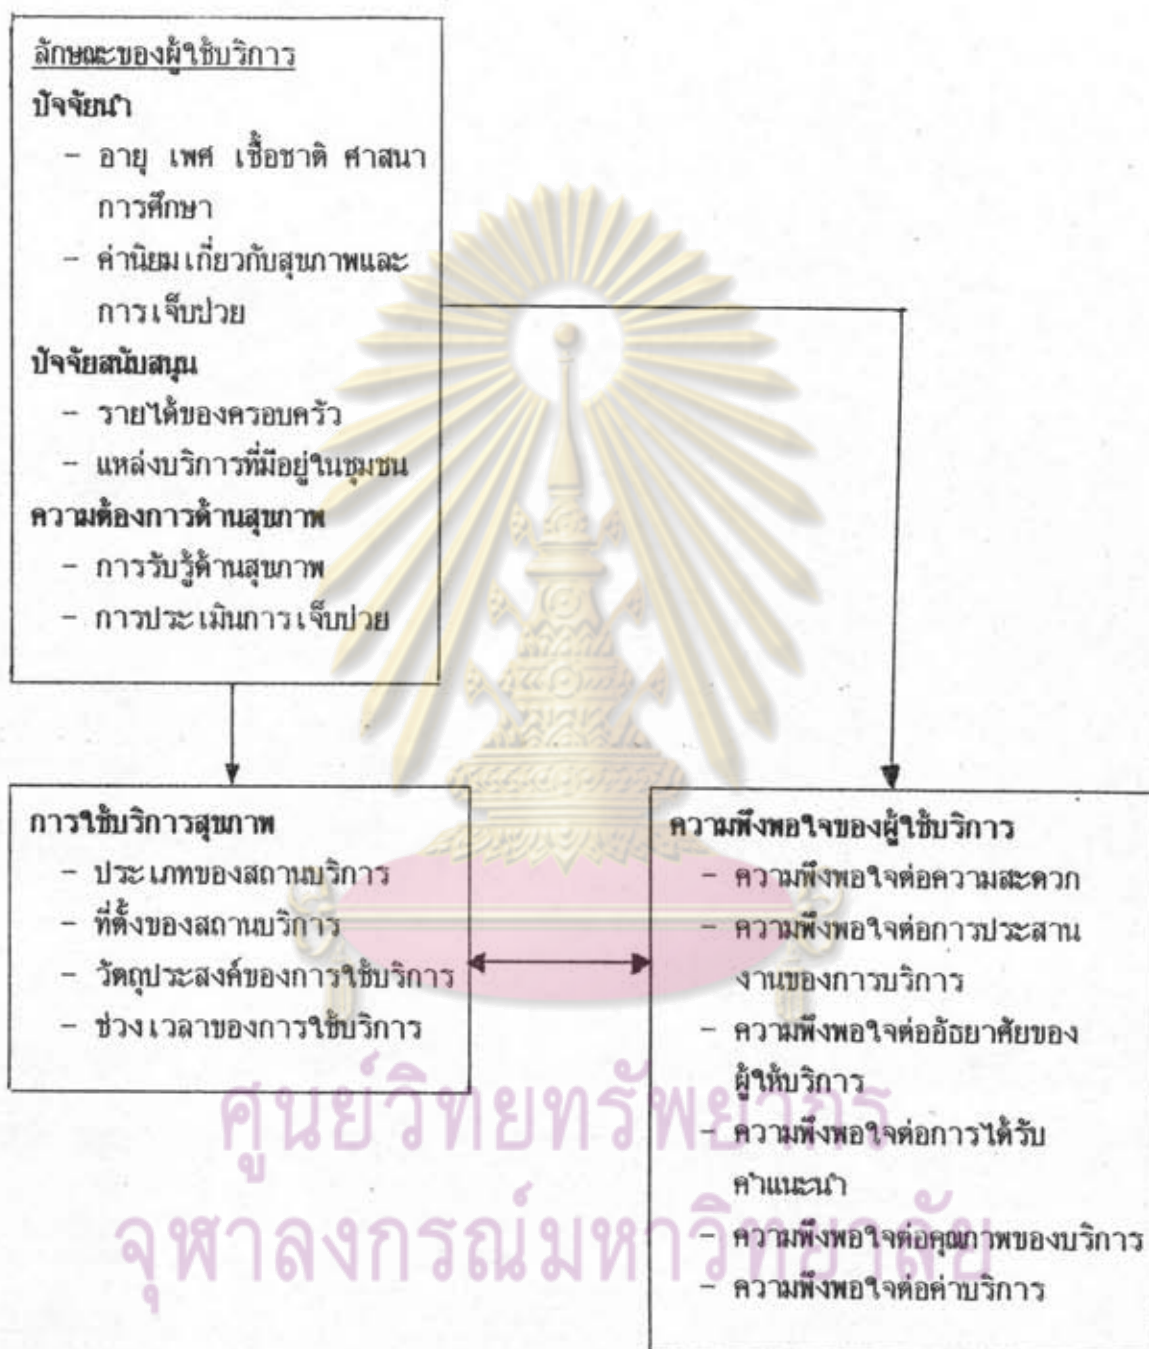 ลักษณะของผู้ใช้บริการ
ปัจจัยนำ
- อายุ เพศ เชื้อชาติ ศาสนา
การศึกษา
- ค่านิยมเกี่ยวกับสุขภาพและ
การเจ็บป่วย
ปัจจัยสนับสนุน
- รายได้ของครอบครัว
- แหล่งบริการที่มีอยู่ในชุมชน
ความต้องการด้านสุขภาพ
- การรับรู้ด้านสุขภาพ
- การประเมินการเจ็บป่วย
การใช้บริการสุขภาพ
- ประเภทของสถานบริการ
- ที่ตั้งของสถานบริการ
- วัตถุประสงค์ของการใช้บริการ
- ช่วงเวลาของการใช้บริการ
ความพึงพอใจของผู้ใช้บริการ
- ความพึงพอใจต่อความสะดวก
- ความพึงพอใจต่อการประสาน
งานของการบริการ
- ความพึงพอใจต่ออัธยาศัยของ
ผู้ให้บริการ
- ความพึงพอใจต่อการได้รับ
คำแนะนำ
- ความพึงพอใจต่อคุณภาพของบริการ
- ความพึงพอใจต่อค่าบริการ
ศูนย์วิทยทรัพยากร
จุฬาลงกรณ์มหาวิทยาลัย